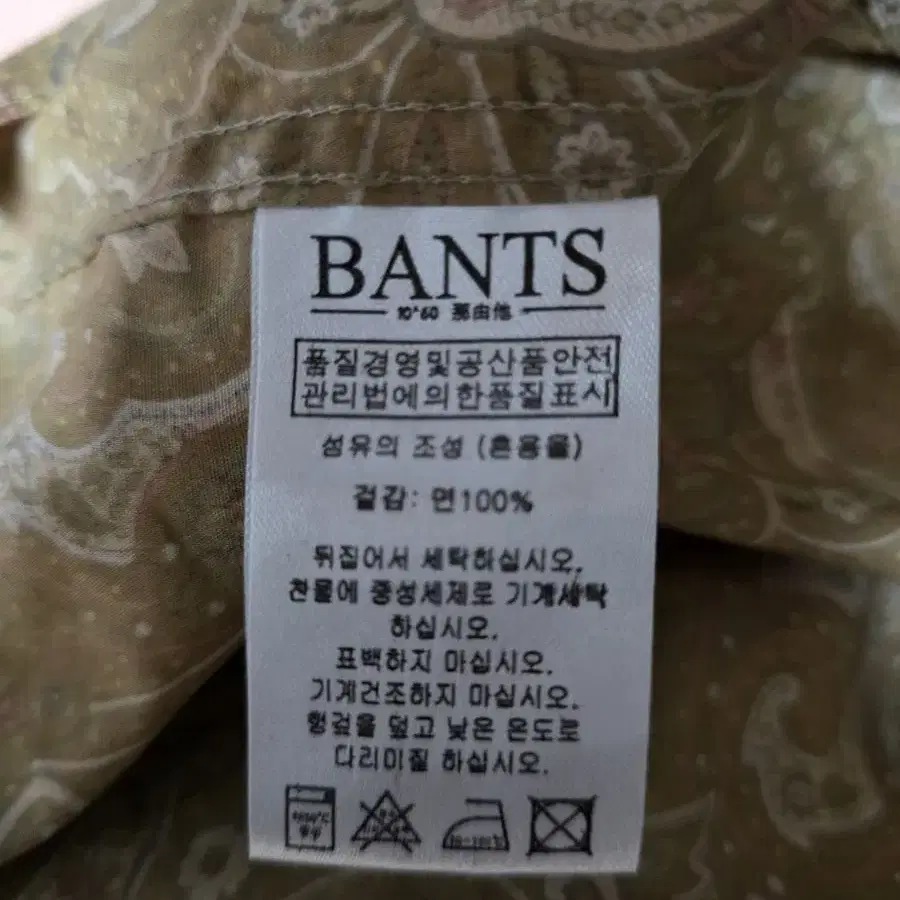 BANTS
10^60 那由他
품질경영및공산품안전
관리법에의한품질표시
섬유의 조성 (혼용율)
겉감: 면100%
뒤집어서 세탁하십시오.
찬물에 중성세제로 기계세탁
하십시오.
표백하지 마십시오.
기계건조하지 마십시오.
헝겊을 덮고 낮은 온도로
다리미질 하십시오.